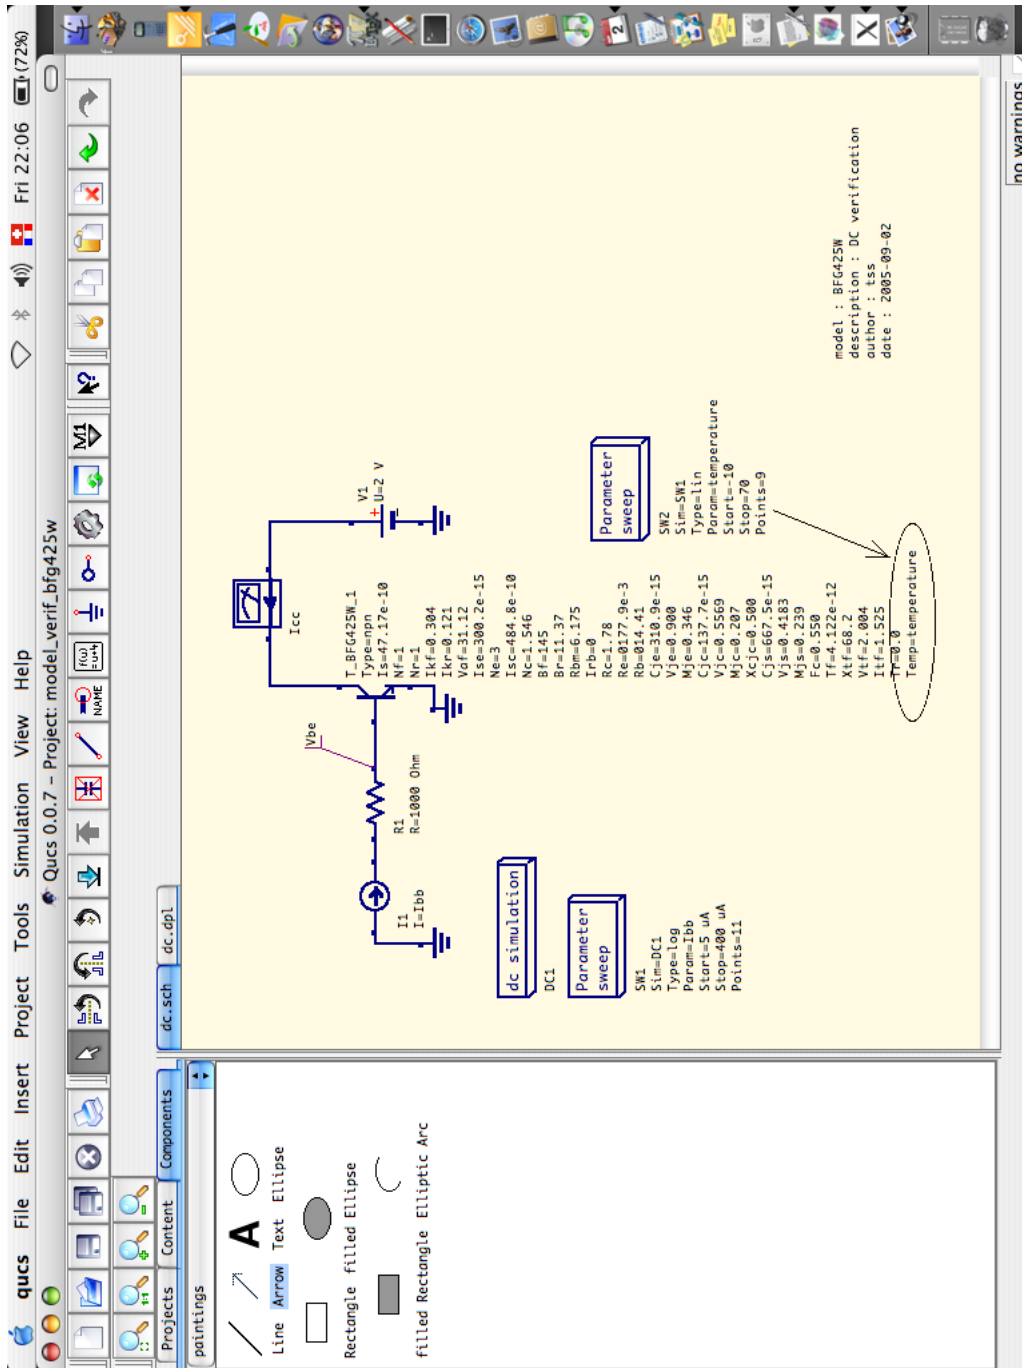 qucs File Edit Insert Project Tools Simulation View Help (72%) Fri 22:06
Qucs 0.0.7 – Project: model_verif_bfg425w
NAME
M1
1:1
Projects Content Components
dc.sch dc.dpl
paintings
Line Arrow Text Ellipse
Rectangle filled Ellipse
filled Rectangle Elliptic Arc
Icc
Vbe
V1
U=2 V
I1
I=Ibb
R1
R=1000 Ohm
T_BFG425W_1
Type=npn
Is=47.17e-10
Nf=1
Nr=1
Ikf=0.304
Ikr=0.121
Vaf=31.12
Ise=300.2e-15
Ne=3
Isc=484.8e-10
Nc=1.546
Bf=145
Br=11.37
Rbm=6.175
Irb=0
Rc=1.78
Re=0177.9e-3
Rb=014.41
Cje=310.9e-15
Vje=0.900
Mje=0.346
Cjc=137.7e-15
Vjc=0.5569
Mjc=0.207
Xcjc=0.500
Cjs=667.5e-15
Vjs=0.4183
Mjs=0.239
Fc=0.550
Tf=4.122e-12
Xtf=68.2
Vtf=2.004
Itf=1.525
Tr=0.0
Temp=temperature
dc simulation
DC1
Parameter
sweep
SW1
Sim=DC1
Type=log
Param=Ibb
Start=5 uA
Stop=400 uA
Points=11
Parameter
sweep
SW2
Sim=SW1
Type=lin
Param=temperature
Start=-10
Stop=70
Points=9
model : BFG425W
description : DC verification
author : tss
date : 2005-09-02
no warnings